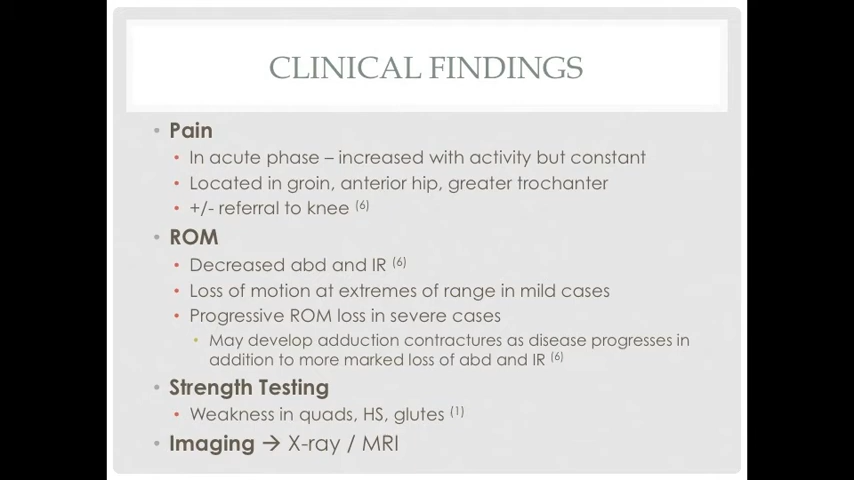 CLINICAL FINDINGS
• Pain
• In acute phase – increased with activity but constant
• Located in groin, anterior hip, greater trochanter
• +/- referral to knee (6)
• ROM
• Decreased abd and IR (6)
• Loss of motion at extremes of range in mild cases
• Progressive ROM loss in severe cases
• May develop adduction contractures as disease progresses in
addition to more marked loss of abd and IR (6)
• Strength Testing
• Weakness in quads, HS, glutes (1)
• Imaging → X-ray / MRI